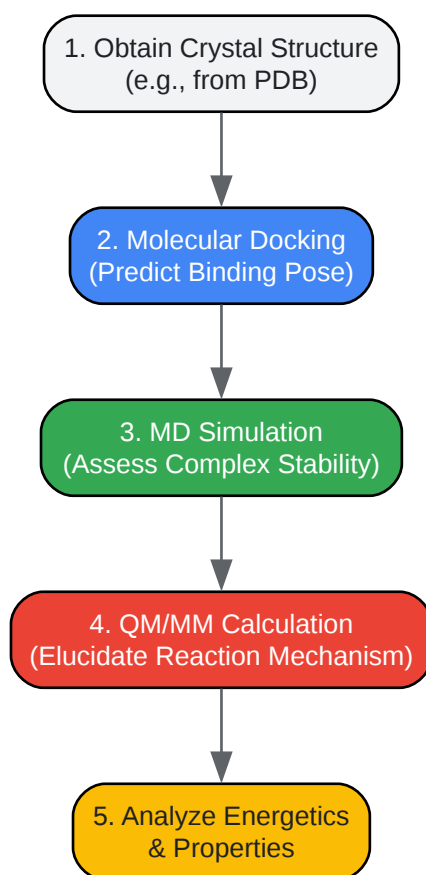 1. Obtain Crystal Structure
(e.g., from PDB)
2. Molecular Docking
(Predict Binding Pose)
3. MD Simulation
(Assess Complex Stability)
4. QM/MM Calculation
(Elucidate Reaction Mechanism)
5. Analyze Energetics
& Properties